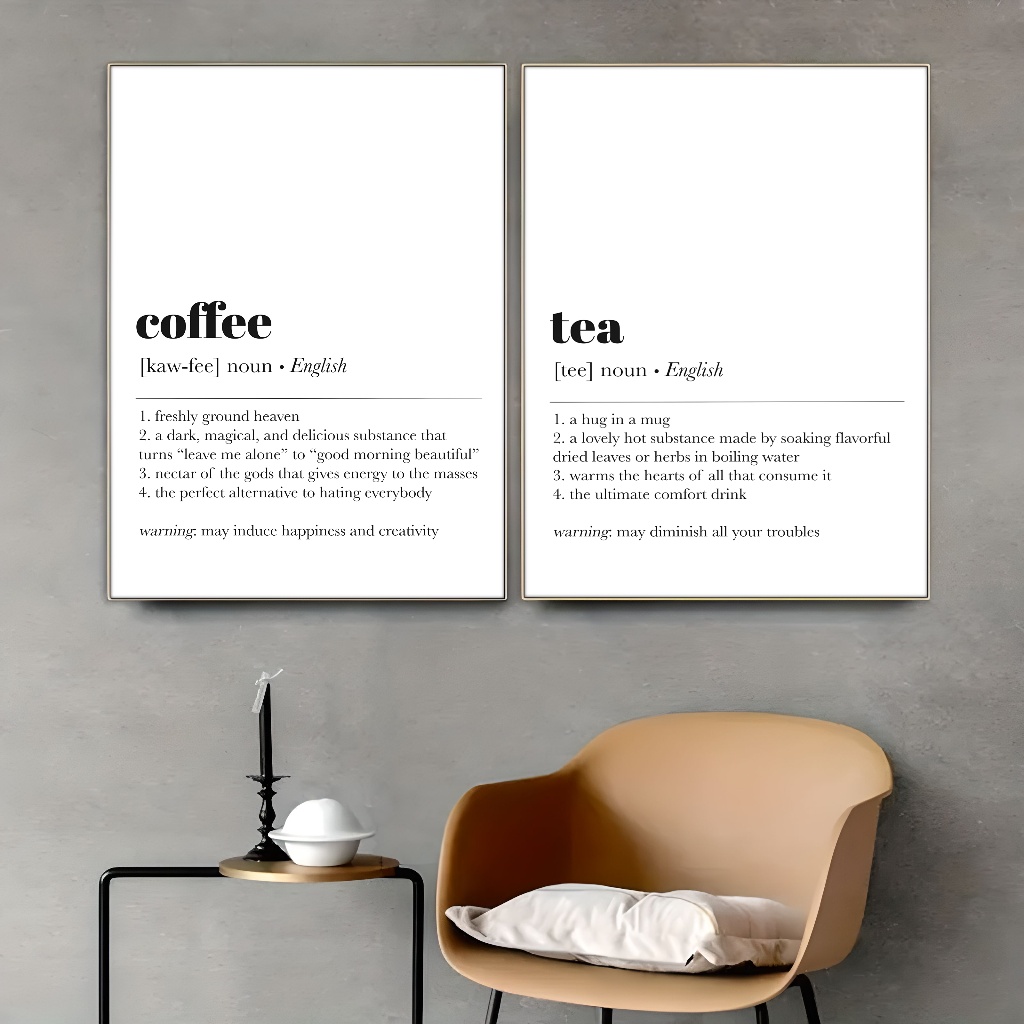 coffee
[kaw-fee] noun • English
1. freshly ground heaven
2. a dark, magical, and delicious substance that
turns “leave me alone” to “good morning beautiful”
3. nectar of the gods that gives energy to the masses
4. the perfect alternative to hating everybody
warning: may induce happiness and creativity
tea
[tee] noun • English
1. a hug in a mug
2. a lovely hot substance made by soaking flavorful
dried leaves or herbs in boiling water
3. warms the hearts of all that consume it
4. the ultimate comfort drink
warning: may diminish all your troubles